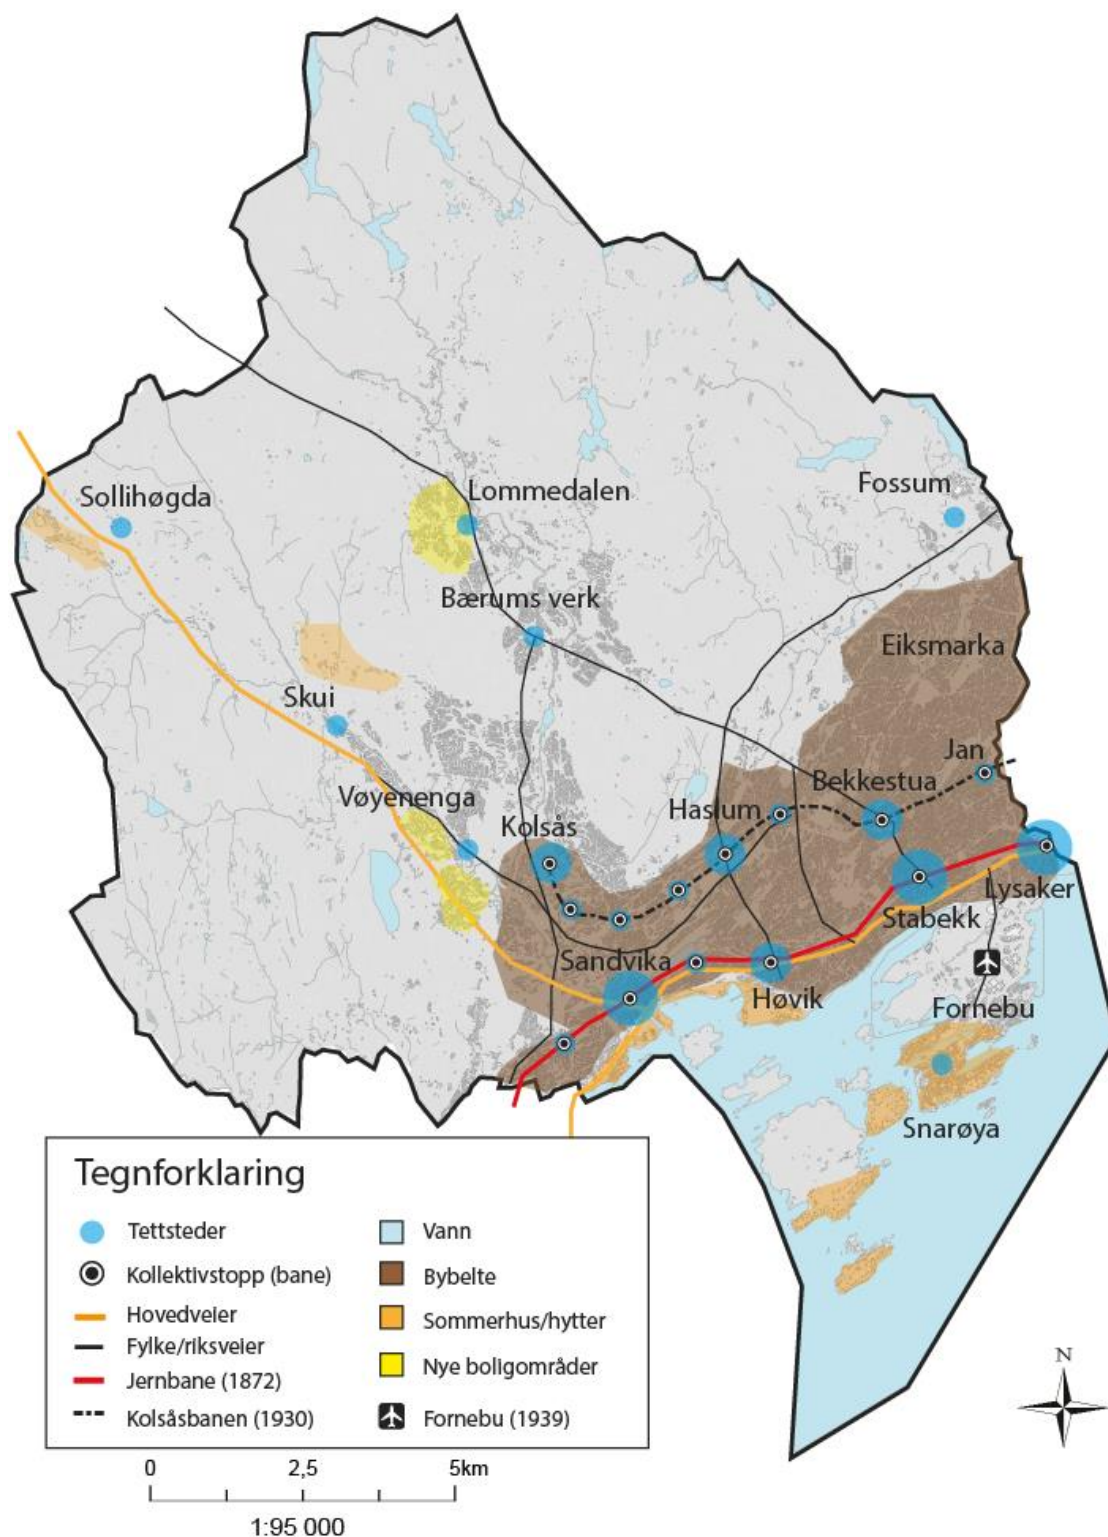 Sollihøgda
Lommedalen
Fossum
Bærums verk
Eiksmarka
Skui
Jan
Vøyenenga
Bekkestua
Haslum
Kolsås
Lysaker
Stabekk
Sandvika
Høvik
Fornebu
Snarøya
Tegnforklaring
Tettsteder
Kollektivstopp (bane)
Hovedveier
Fylke/riksveier
Jernbane (1872)
Kolsåsbanen (1930)
Vann
Bybelte
Sommerhus/hytter
Nye boligområder
Fornebu (1939)
N
0 2,5 5km
1:95 000